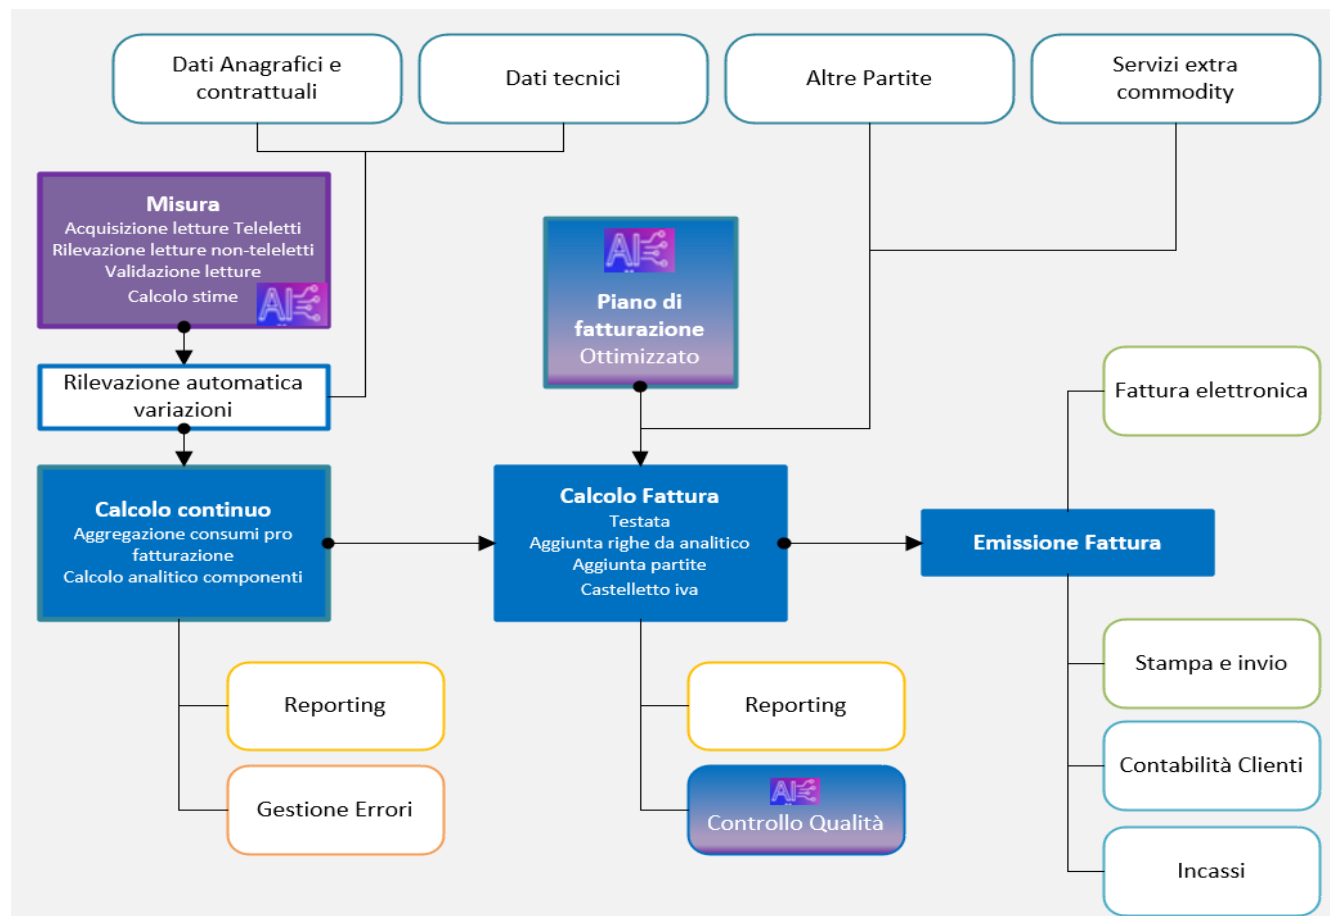 Dati Anagrafici e
contrattuali
Dati tecnici
Altre Partite
Servizi extra
commodity
Misura
Acquisizione letture Teleletti
Rilevazione letture non-teleletti
Validazione letture
Calcolo stime
AI
AI
Piano di
fatturazione
Ottimizzato
Rilevazione automatica
variazioni
Fattura elettronica
Calcolo continuo
Aggregazione consumi pro
fatturazione
Calcolo analitico componenti
Calcolo Fattura
Testata
Aggiunta righe da analitico
Aggiunta partite
Castelletto iva
Emissione Fattura
Reporting
Gestione Errori
Reporting
AI
Controllo Qualità
Stampa e invio
Contabilità Clienti
Incassi